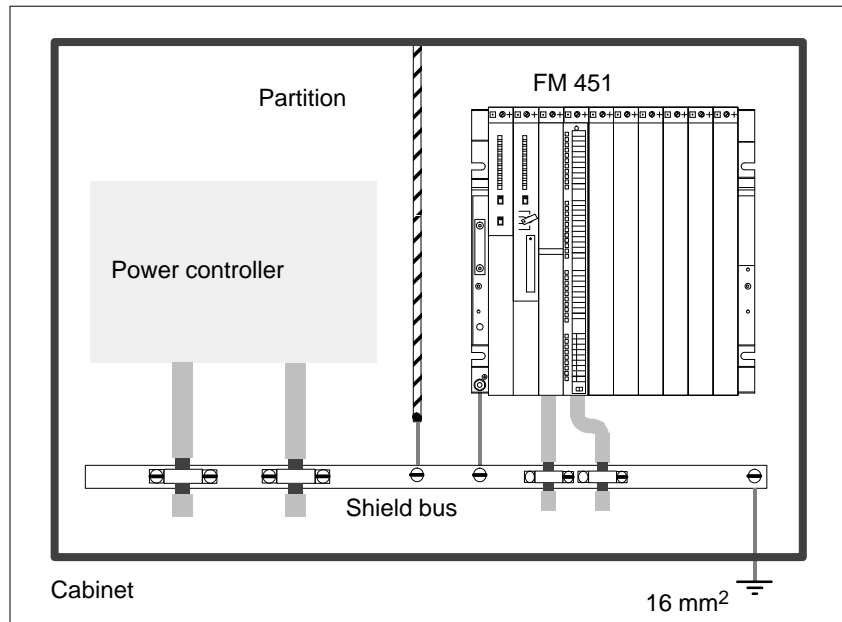 Partition
FM 451
Power controller
Shield bus
Cabinet
16 mm2